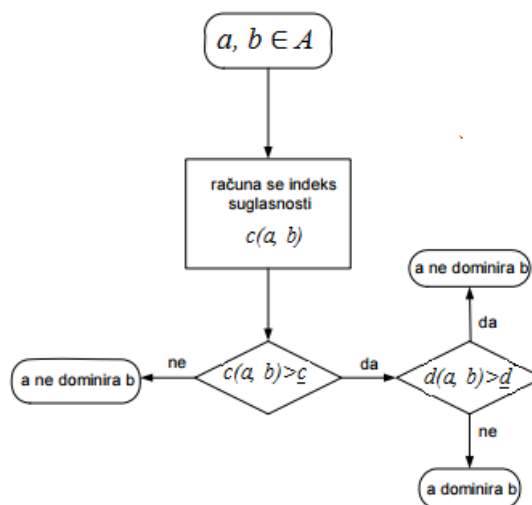 a, b ∈ A
računa se indeks
suglasnosti
c(a, b)
a ne dominira b
da
ne
c(a, b)>c̲
da
d(a, b)>d̲
a ne dominira b
ne
a dominira b